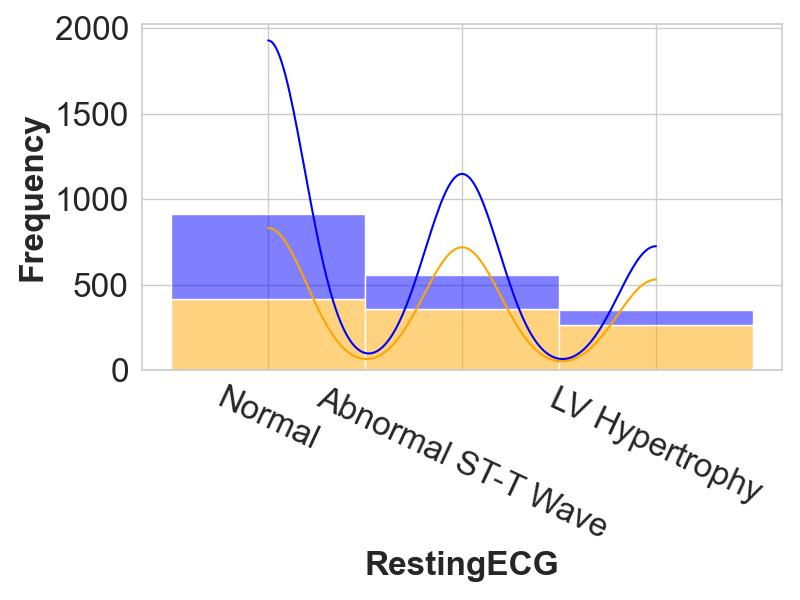 2000
1500
1000
500
0
Frequency
Normal
Abnormal ST-T Wave
LV Hypertrophy
RestingECG